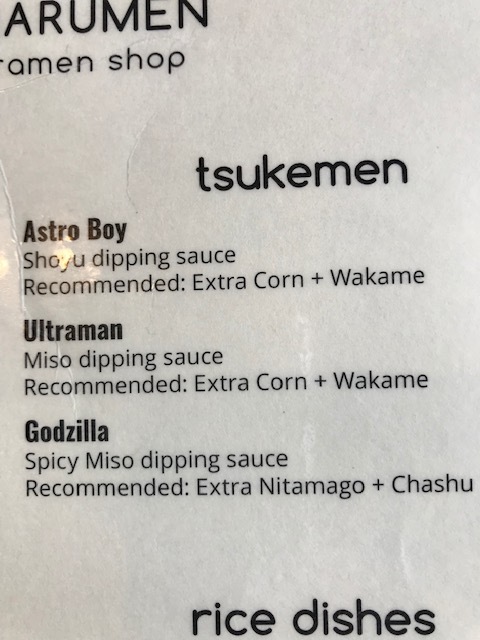 ARUMEN
ramen shop
tsukemen
Astro Boy
Shoyu dipping sauce
Recommended: Extra Corn + Wakame
Ultraman
Miso dipping sauce
Recommended: Extra Corn + Wakame
Godzilla
Spicy Miso dipping sauce
Recommended: Extra Nitamago + Chashu
rice dishes